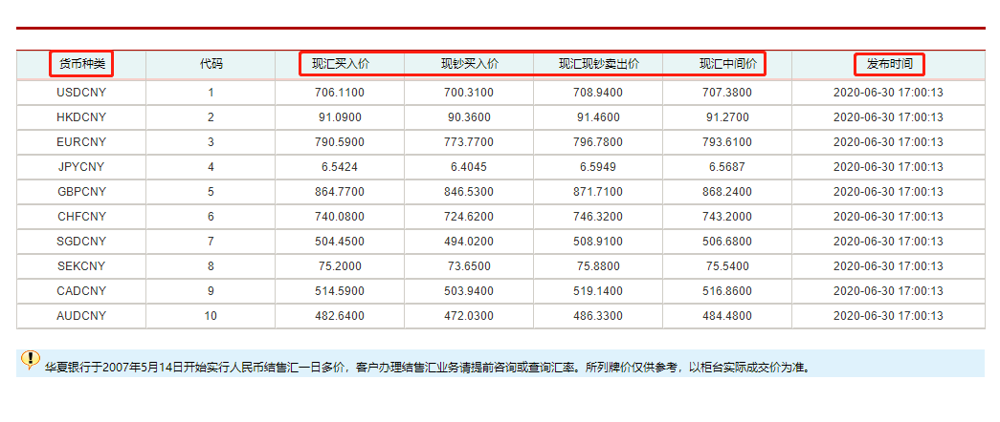 货币种类 代码 现汇买入价 现钞买入价 现汇现钞卖出价 现汇中间价 发布时间
USDCNY 1 706.1100 700.3100 708.9400 707.3800 2020-06-30 17:00:13
HKDCNY 2 91.0900 90.3600 91.4600 91.2700 2020-06-30 17:00:13
EURCNY 3 790.5900 773.7700 796.7800 793.6100 2020-06-30 17:00:13
JPYCNY 4 6.5424 6.4045 6.5949 6.5687 2020-06-30 17:00:13
GBPCNY 5 864.7700 846.5300 871.7100 868.2400 2020-06-30 17:00:13
CHFCNY 6 740.0800 724.6200 746.3200 743.2000 2020-06-30 17:00:13
SGDCNY 7 504.4500 494.0200 508.9100 506.6800 2020-06-30 17:00:13
SEKCNY 8 75.2000 73.6500 75.8800 75.5400 2020-06-30 17:00:13
CADCNY 9 514.5900 503.9400 519.1400 516.8600 2020-06-30 17:00:13
AUDCNY 10 482.6400 472.0300 486.3300 484.4800 2020-06-30 17:00:13
华夏银行于2007年5月14日开始实行人民币结售汇一日多价，客户办理结售汇业务请提前咨询或查询汇率。所列牌价仅供参考，以柜台实际成交价为准。